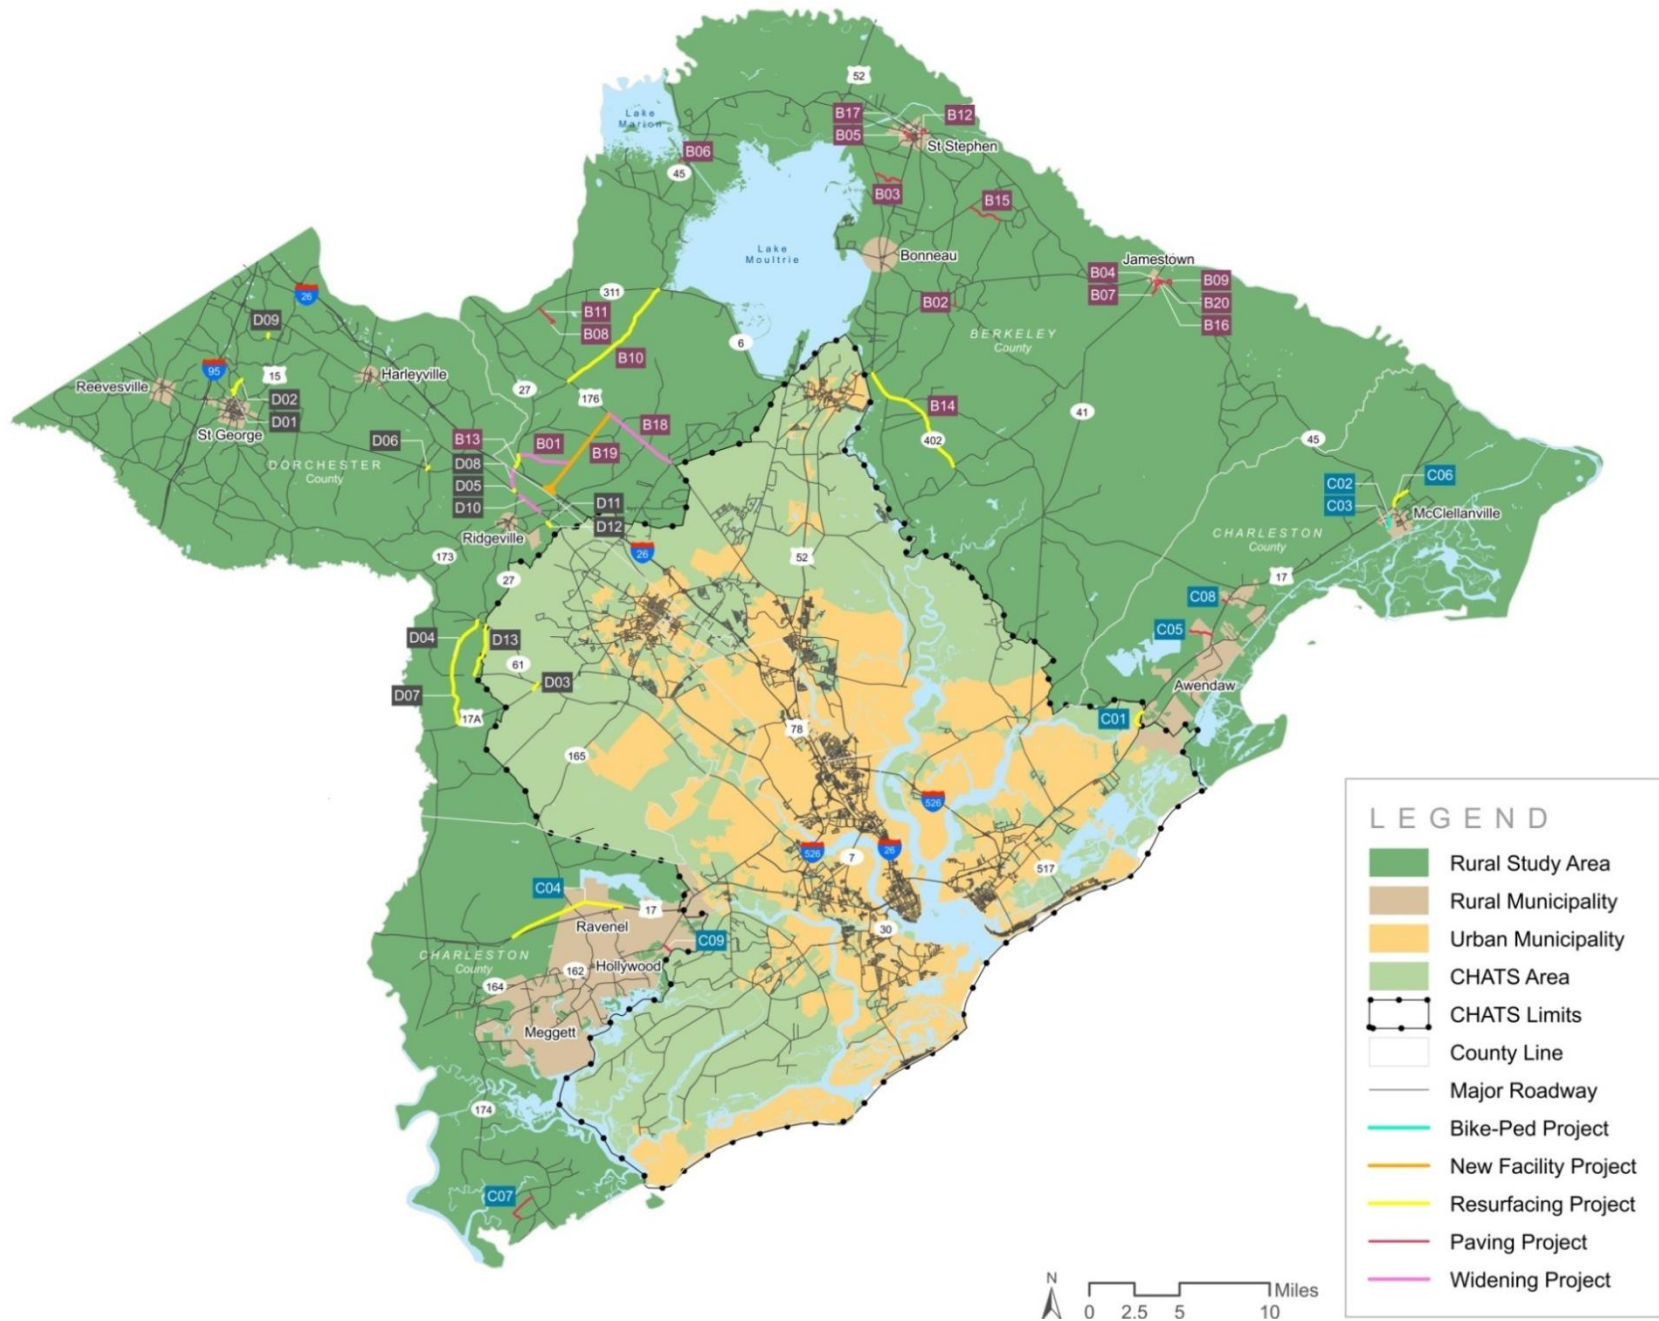 52
Lake
Marion
B17
B12
B05
St Stephen
B06
45
B03
B15
Lake
Moultrie
Bonneau
Jamestown
B04
B09
B07
B20
B16
B02
BERKELEY
County
311
B11
B08
B10
6
26
D09
95
15
Reevesville
Harleyville
D02
D01
St George
27
176
B14
402
41
45
D06
DORCHESTER
County
B13
B01
B18
B19
D08
D05
D10
D11
D12
Ridgeville
26
173
27
52
C06
C02
C03
McClellanville
CHARLESTON
County
17
C08
C05
Awendaw
C01
D04
D13
61
D03
D07
17A
165
78
526
526
7
26
517
C04
17
Ravenel
30
C09
CHARLESTON
County
162
Hollywood
164
Meggett
174
C07
LEGEND
Rural Study Area
Rural Municipality
Urban Municipality
CHATS Area
CHATS Limits
County Line
Major Roadway
Bike-Ped Project
New Facility Project
Resurfacing Project
Paving Project
Widening Project
N
Miles
0 2.5 5 10